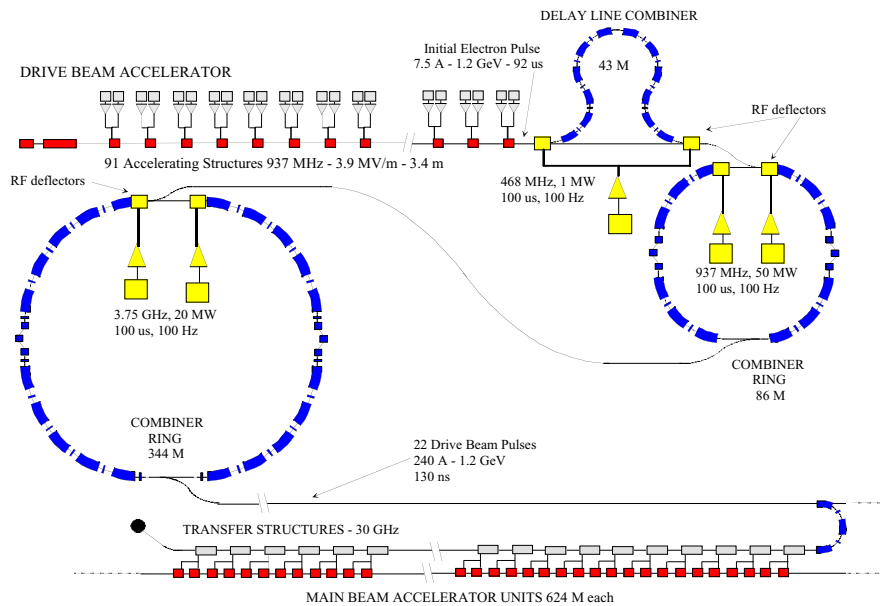 DELAY LINE COMBINER
Initial Electron Pulse
7.5 A - 1.2 GeV - 92 us
43 M
DRIVE BEAM ACCELERATOR
RF deflectors
91 Accelerating Structures 937 MHz - 3.9 MV/m - 3.4 m
RF deflectors
468 MHz, 1 MW
100 us, 100 Hz
937 MHz, 50 MW
100 us, 100 Hz
3.75 GHz, 20 MW
100 us, 100 Hz
COMBINER
RING
86 M
COMBINER
RING
344 M
22 Drive Beam Pulses
240 A - 1.2 GeV
130 ns
TRANSFER STRUCTURES - 30 GHz
MAIN BEAM ACCELERATOR UNITS 624 M each